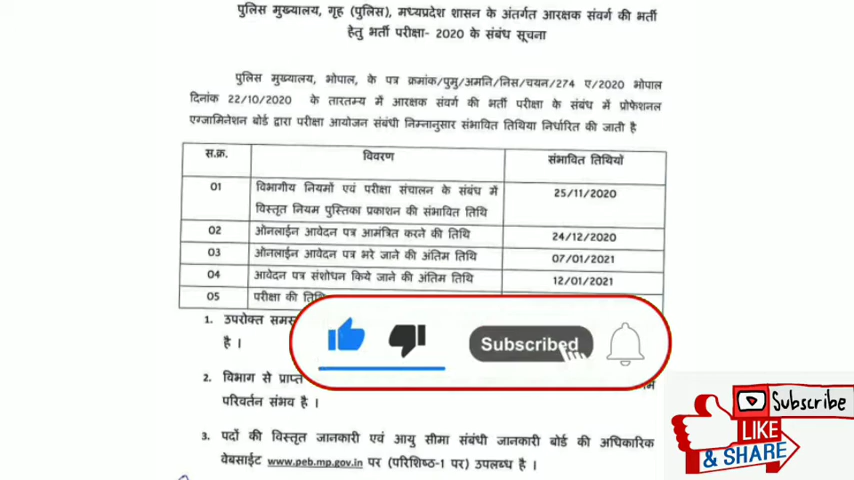 पुलिस मुख्यालय, गृह (पुलिस), मध्यप्रदेश शासन के अंतर्गत आरक्षक संवर्ग की भर्ती
हेतु भर्ती परीक्षा- 2020 के संबंध सूचना
पुलिस मुख्यालय, भोपाल, के पत्र क्रमांक/पुमु/अमनि/निस/चयन/274 ए/2020 भोपाल
दिनांक 22/10/2020 के तारतम्य में आरक्षक संवर्ग की भर्ती परीक्षा के संबंध में प्रोफेशनल
एग्जामिनेशन बोर्ड द्वारा परीक्षा आयोजन संबंधी निम्नानुसार संभावित तिथिया निर्धारित की जाती है
स.क्र. विवरण संभावित तिथियों
01 विभागीय नियमों एवं परीक्षा संचालन के संबंध में 25/11/2020
विस्तृत नियम पुस्तिका प्रकाशन की संभावित तिथि
02 ओनलाईन आवेदन पत्र आमंत्रित करने की तिथि 24/12/2020
03 ओनलाईन आवेदन पत्र भरे जाने की अंतिम तिथि 07/01/2021
04 आवेदन पत्र संशोधन किये जाने की अंतिम तिथि 12/01/2021
05 परीक्षा की
1. उपरोक्त
है ।
Subscribed
2. विभाग से प्राप्त
परिवर्तन संभव है ।
3. पदों की विस्तृत जानकारी एवं आयु सीमा संबंधी जानकारी बोर्ड की अधिकारिक
वेबसाईट www.peb.mp.gov.in पर (परिशिष्ठ-1 पर) उपलब्ध है ।
Subscribe
LIKE
& SHARE